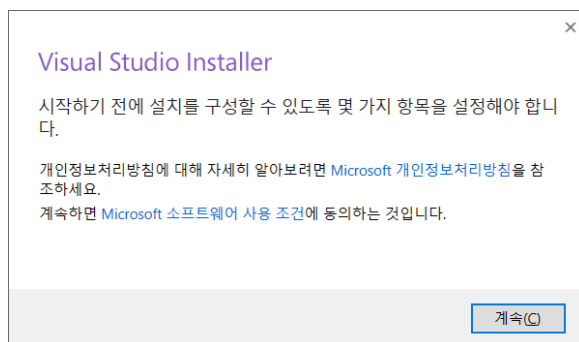 Visual Studio Installer
시작하기 전에 설치를 구성할 수 있도록 몇 가지 항목을 설정해야 합니
다.
개인정보처리방침에 대해 자세히 알아보려면 Microsoft 개인정보처리방침을 참
조하세요.
계속하면 Microsoft 소프트웨어 사용 조건에 동의하는 것입니다.
계속(C)